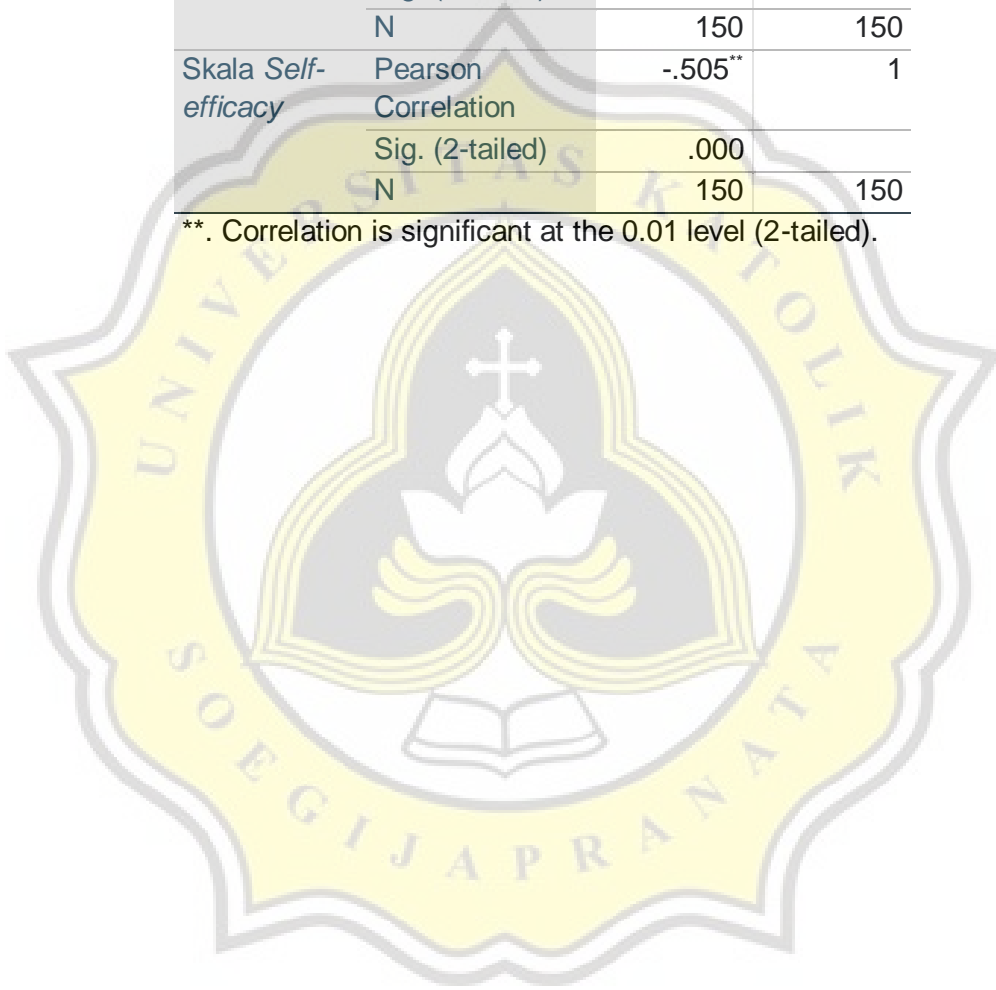 N 150 150
Skala Self- Pearson -.505** 1
efficacy Correlation
Sig. (2-tailed) .000
N 150 150
**. Correlation is significant at the 0.01 level (2-tailed).
UNIVERSITAS KATOLIK
SOEGIJAPRANATA